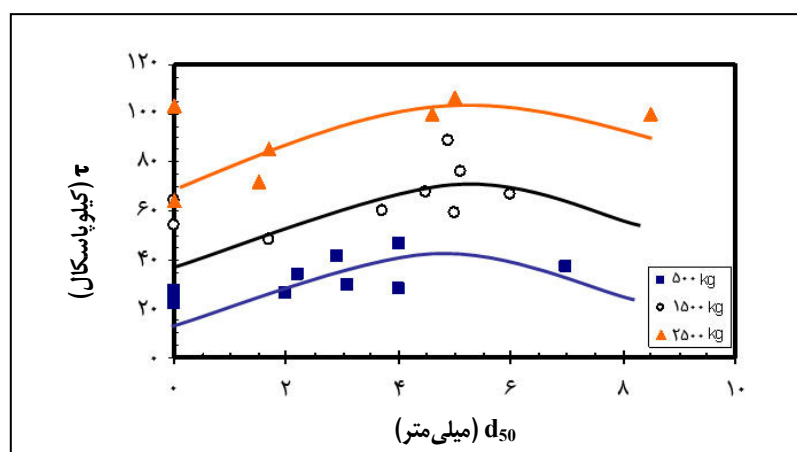 ۱۲۰
۱۰۰
۸۰
۶۰
۴۰
۲۰
۰
τ (کیلوپاسکال)
۰ ۲ ۴ ۶ ۸ ۱۰
d₅₀ (میلی‌متر)
۵۰۰ kg
۱۵۰۰ kg
۲۵۰۰ kg